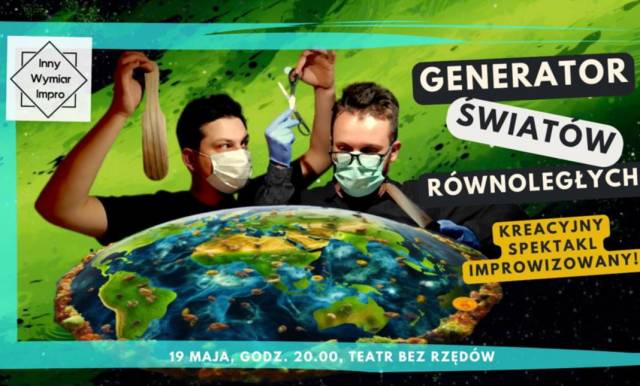 Inny
Wymiar
Impro
GENERATOR
ŚWIATÓW
RÓWNOLEGŁYCH
KREACYJNY
SPEKTAKL
IMPROWIZOWANY!
19 MAJA, GODZ. 20.00, TEATR BEZ RZĘDÓW